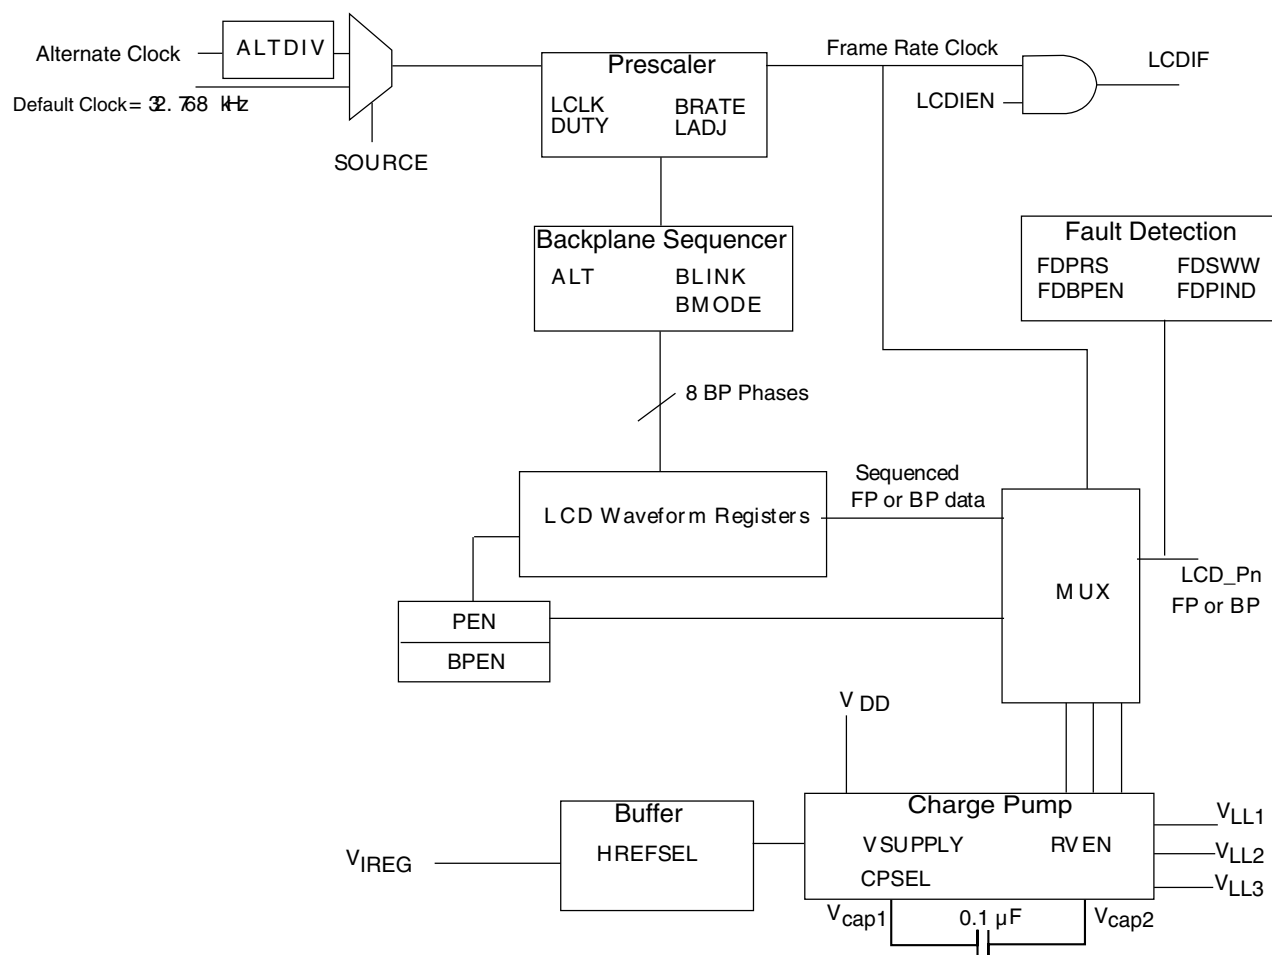 Alternate Clock
ALTDIV
Default Clock = 32.768 kHz
SOURCE
Prescaler
LCLK
BRATE
DUTY
LADJ
Frame Rate Clock
LCDIEN
LCDIF
Backplane Sequencer
ALT
BLINK
BMODE
Fault Detection
FDPRS
FDSWW
FDBPEN
FDPIND
8 BP Phases
LCD Waveform Registers
Sequenced
FP or BP data
MUX
LCD_Pn
FP or BP
PEN
BPEN
VDD
Buffer
HREFSEL
VIREG
Charge Pump
VSUPPLY
RVEN
CPSEL
VLL1
VLL2
VLL3
Vcap1
0.1 µF
Vcap2